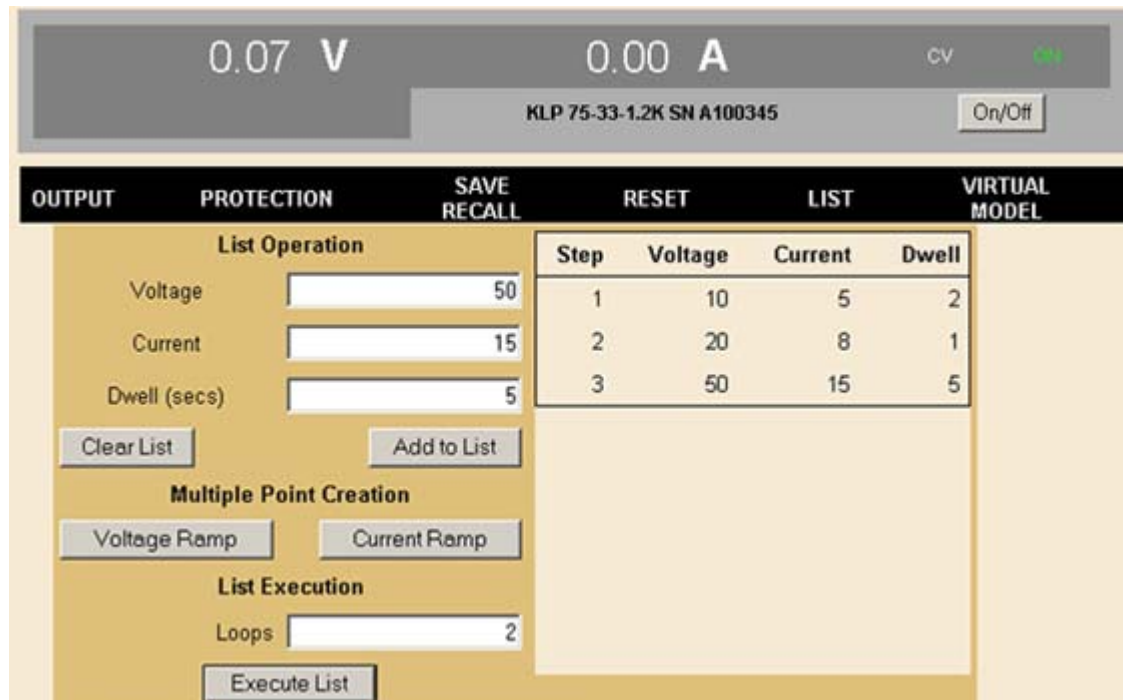 0.07 V 0.00 A CV ON
KLP 75-33-1.2K SN A100345 On/Off
OUTPUT PROTECTION SAVE RECALL RESET LIST VIRTUAL MODEL
List Operation
Voltage 50
Current 15
Dwell (secs) 5
Clear List Add to List
Multiple Point Creation
Voltage Ramp Current Ramp
List Execution
Loops 2
Execute List
Step Voltage Current Dwell
1 10 5 2
2 20 8 1
3 50 15 5